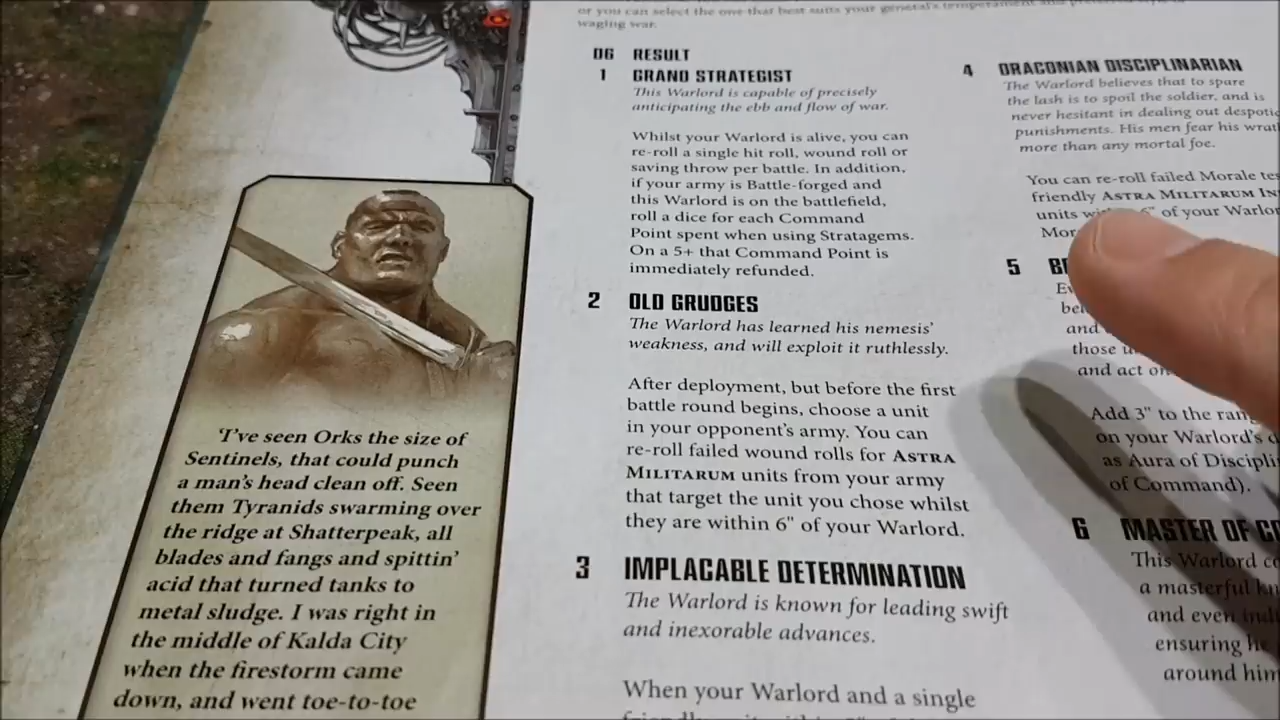 or you can select the one that best suits your general's temperament and preferred style of
waging war.
D6 RESULT
1 GRAND STRATEGIST
This Warlord is capable of precisely
anticipating the ebb and flow of war.
Whilst your Warlord is alive, you can
re-roll a single hit roll, wound roll or
saving throw per battle. In addition,
if your army is Battle-forged and
this Warlord is on the battlefield,
roll a dice for each Command
Point spent when using Stratagems.
On a 5+ that Command Point is
immediately refunded.
2 OLD GRUDGES
The Warlord has learned his nemesis'
weakness, and will exploit it ruthlessly.
After deployment, but before the first
battle round begins, choose a unit
in your opponent's army. You can
re-roll failed wound rolls for ASTRA
MILITARUM units from your army
that target the unit you chose whilst
they are within 6" of your Warlord.
3 IMPLACABLE DETERMINATION
The Warlord is known for leading swift
and inexorable advances.
When your Warlord and a single
4 DRACONIAN DISCIPLINARIAN
The Warlord believes that to spare
the lash is to spoil the soldier, and is
never hesitant in dealing out despotic
punishments. His men fear his wrath
more than any mortal foe.
You can re-roll failed Morale
friendly ASTRA MILITARUM
units 6" of your
5
and
those
and act on
Add 3" to the
on your Warlord's
as Aura of
of Command).
6 MASTER OF
This Warlord
a masterful
and even
ensuring he
around him
'I've seen Orks the size of
Sentinels, that could punch
a man's head clean off. Seen
them Tyranids swarming over
the ridge at Shatterpeak, all
blades and fangs and spittin'
acid that turned tanks to
metal sludge. I was right in
the middle of Kalda City
when the firestorm came
down, and went toe-to-toe